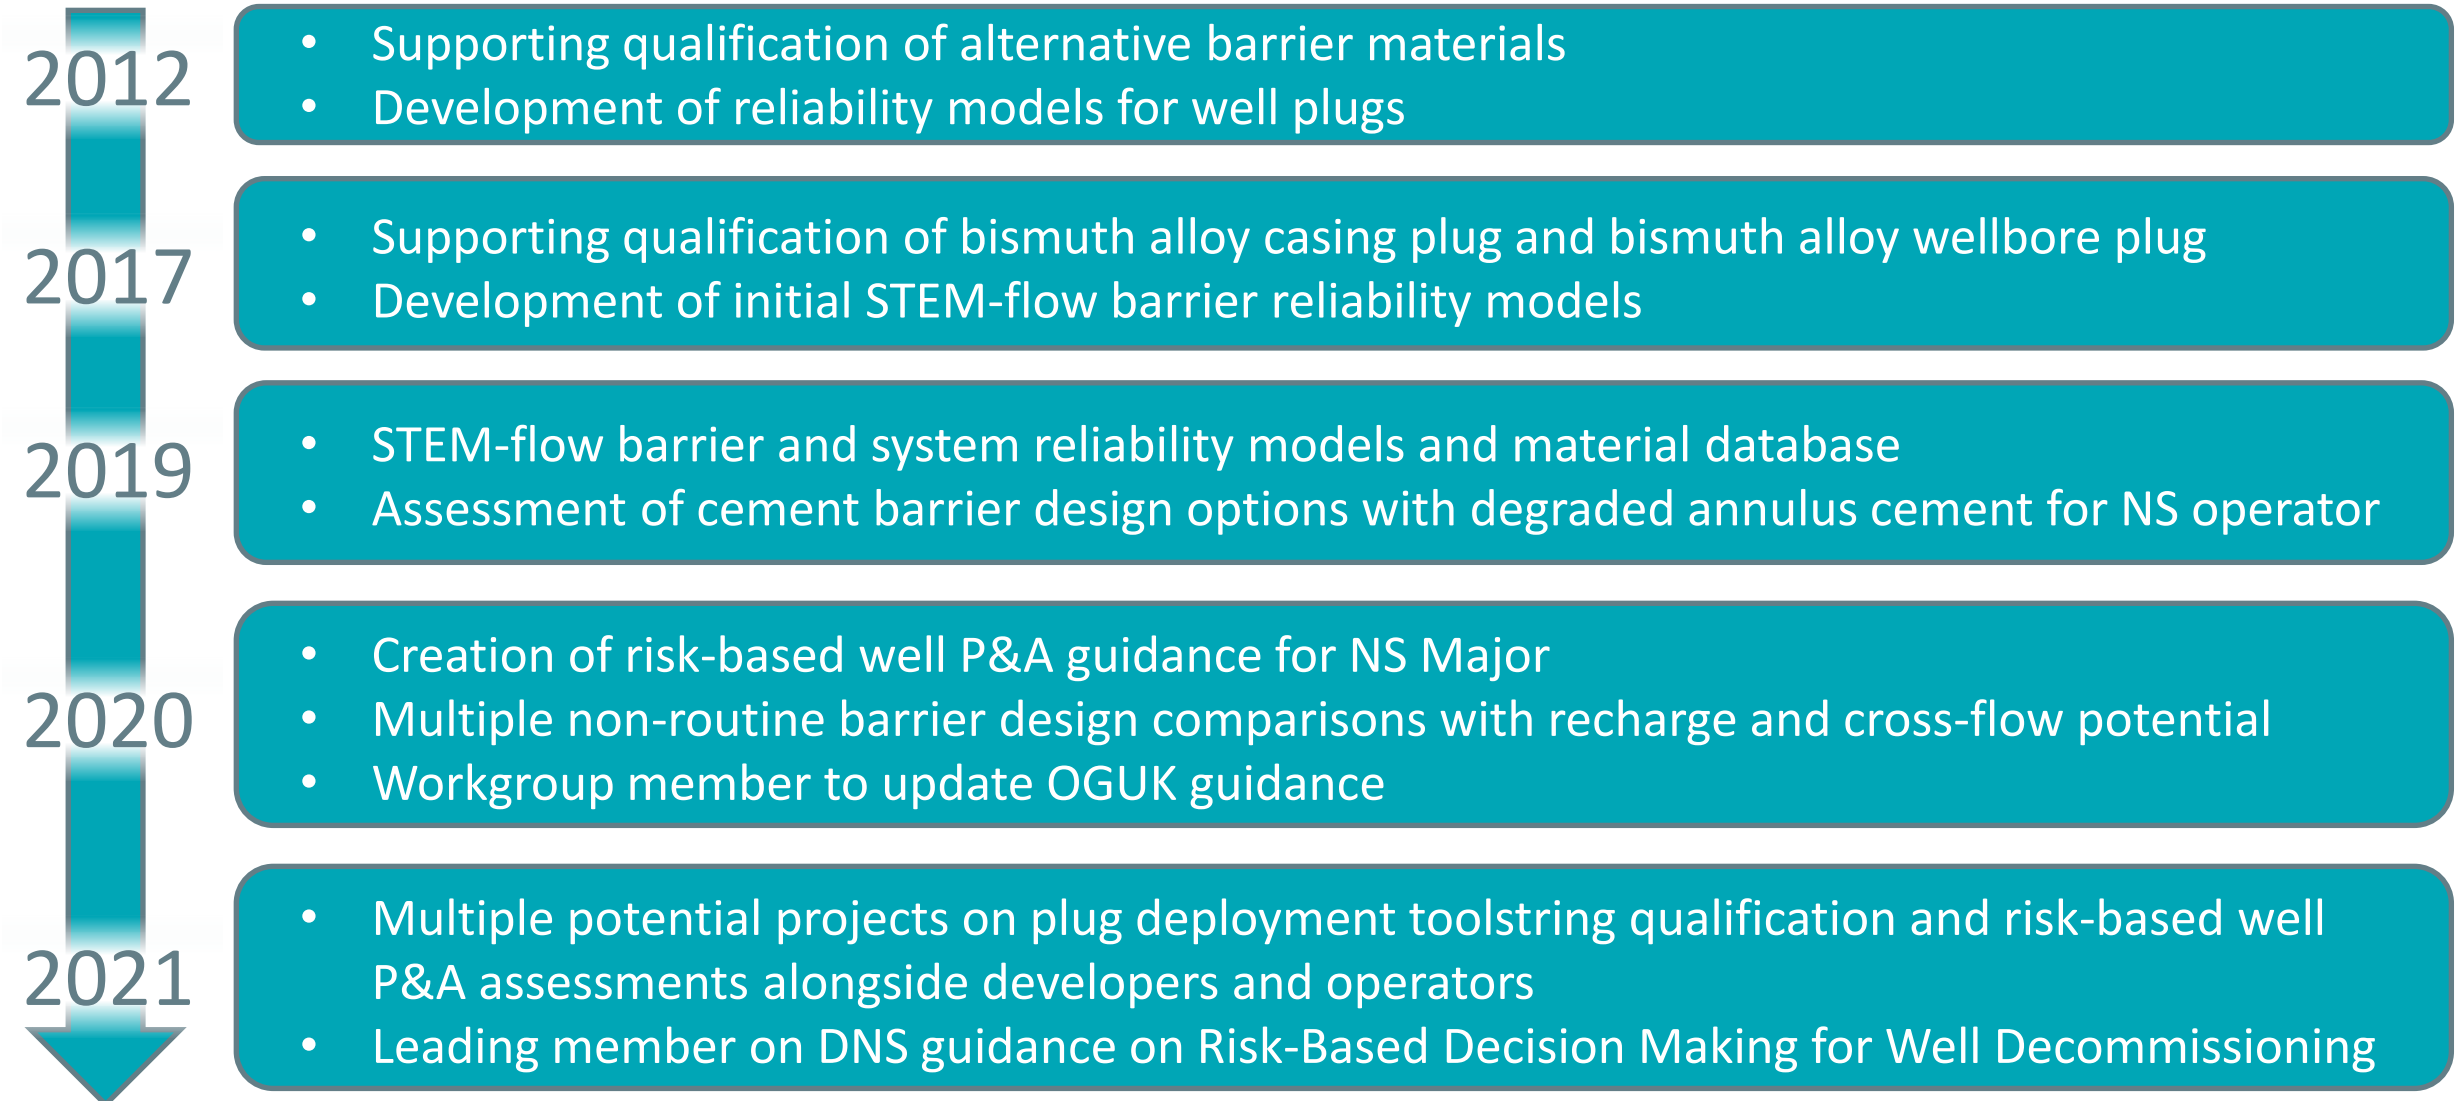 2012
• Supporting qualification of alternative barrier materials
• Development of reliability models for well plugs
2017
• Supporting qualification of bismuth alloy casing plug and bismuth alloy wellbore plug
• Development of initial STEM-flow barrier reliability models
2019
• STEM-flow barrier and system reliability models and material database
• Assessment of cement barrier design options with degraded annulus cement for NS operator
2020
• Creation of risk-based well P&A guidance for NS Major
• Multiple non-routine barrier design comparisons with recharge and cross-flow potential
• Workgroup member to update OGUK guidance
2021
• Multiple potential projects on plug deployment toolstring qualification and risk-based well
P&A assessments alongside developers and operators
• Leading member on DNS guidance on Risk-Based Decision Making for Well Decommissioning